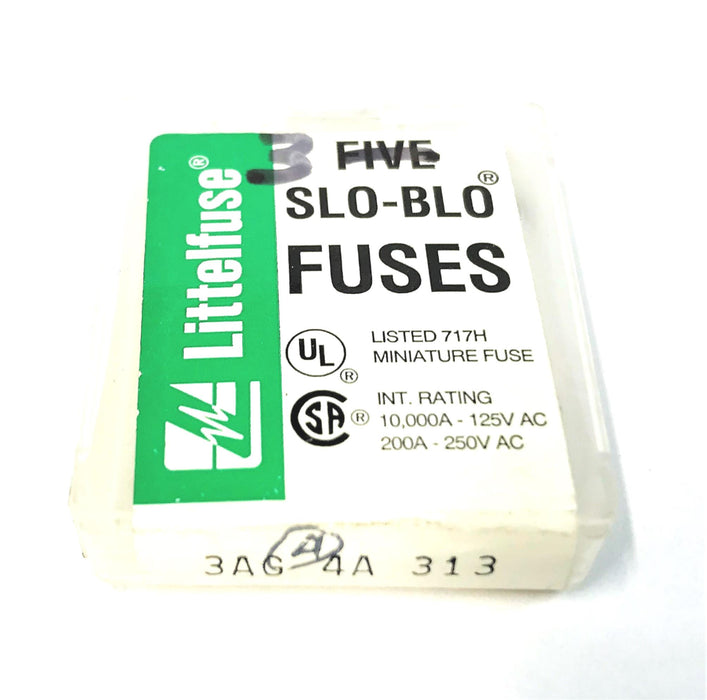 Littelfuse®
3 FIVE
SLO-BLO®
FUSES
UL®
LISTED 717H
MINIATURE FUSE
SA®
INT. RATING
10,000A - 125V AC
200A - 250V AC
A
3AG 4A 313